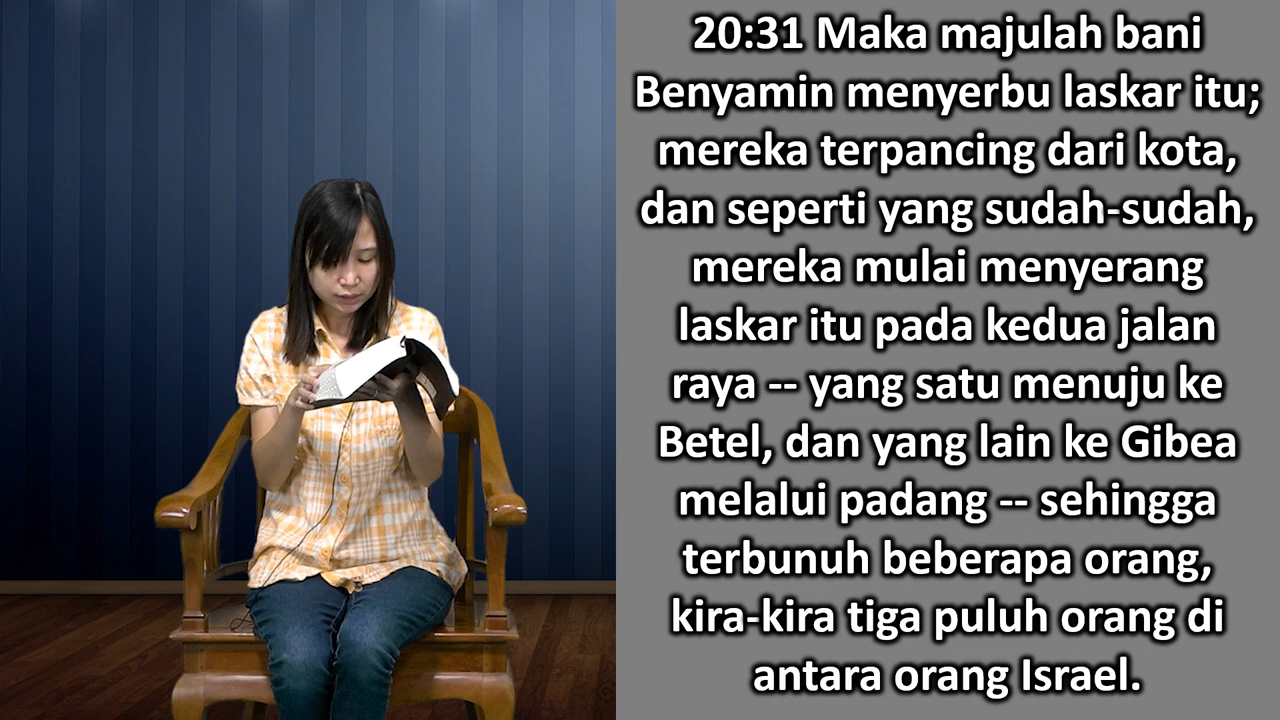 20:31 Maka majulah bani
Benyamin menyerbu laskar itu;
mereka terpancing dari kota,
dan seperti yang sudah-sudah,
mereka mulai menyerang
laskar itu pada kedua jalan
raya -- yang satu menuju ke
Betel, dan yang lain ke Gibea
melalui padang -- sehingga
terbunuh beberapa orang,
kira-kira tiga puluh orang di
antara orang Israel.